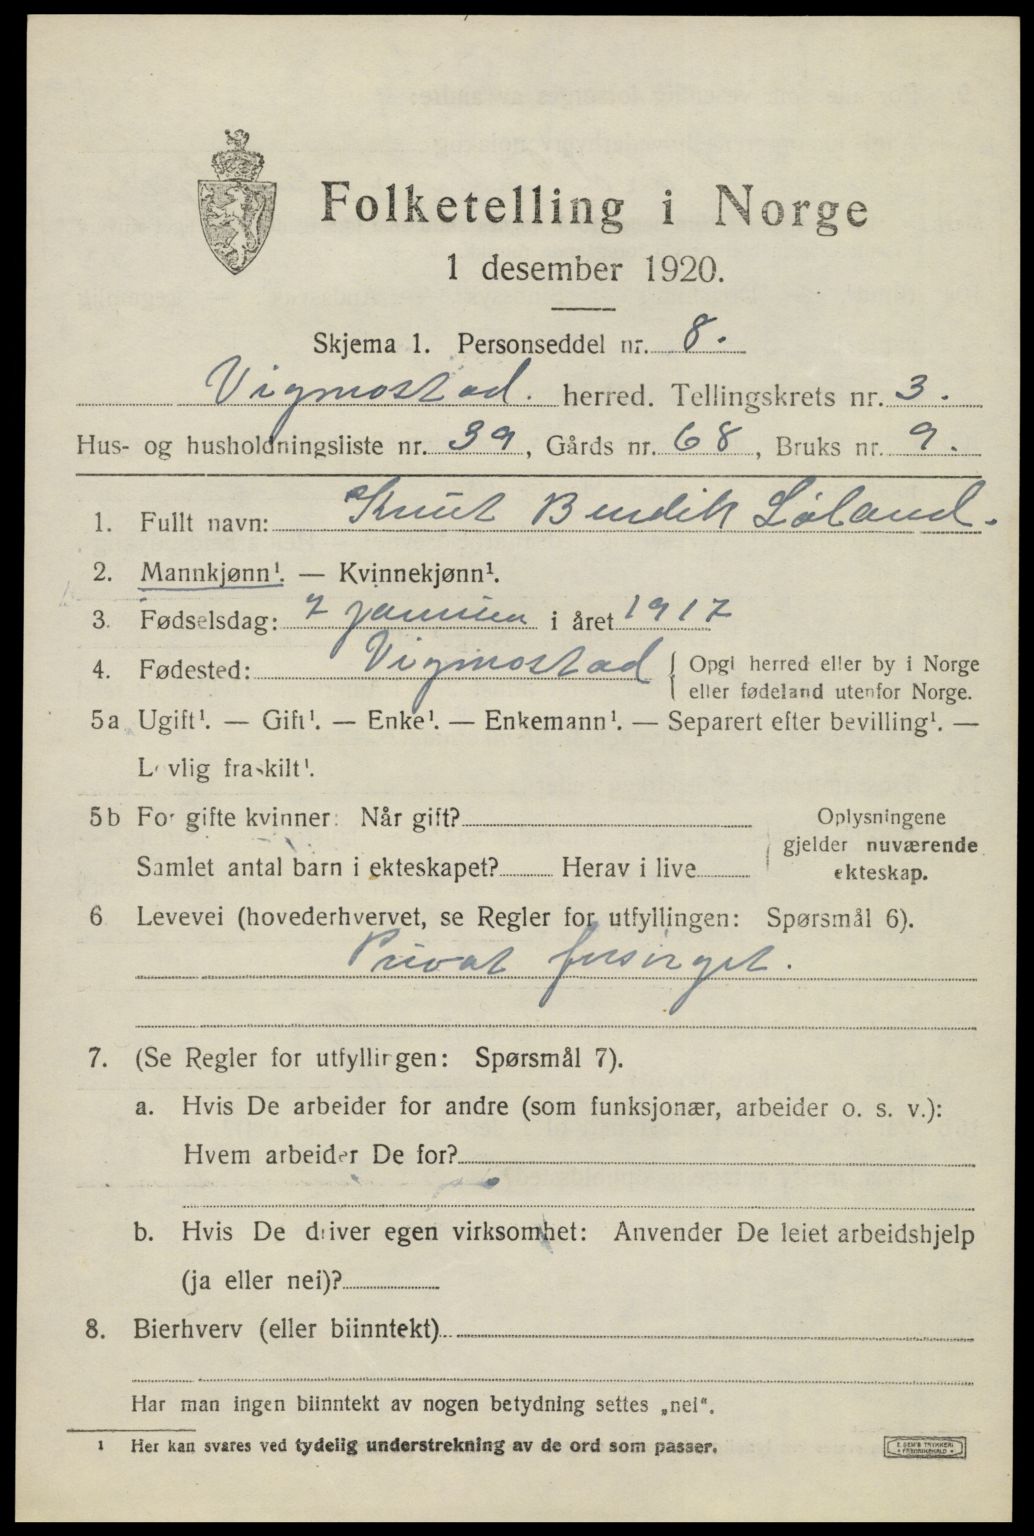 Folketelling i Norge
1 desember 1920.
Skjema 1. Personseddel nr. 8.
Vigmostad. herred. Tellingskrets nr. 3.
Hus- og husholdningsliste nr. 39, Gårds nr. 68, Bruks nr. 9.
1. Fullt navn: Knut Bendik Løland.
2. Mannkjønn¹. — Kvinnekjønn¹.
3. Fødselsdag: 7 januar i året 1917
4. Fødested: Vigmostad { Opgi herred eller by i Norge
eller fødeland utenfor Norge.
5a Ugift¹. — Gift¹. — Enke¹. — Enkemann¹. — Separert efter bevilling¹. —
Lovlig fraskilt¹.
5b For gifte kvinner: Når gift? Oplysningene
gjelder nuværende
Samlet antal barn i ekteskapet? Herav i live
ekteskap.
6 Levevei (hovederhvervet, se Regler for utfyllingen: Spørsmål 6).
Privat forsørget.
7. (Se Regler for utfyllingen: Spørsmål 7).
a. Hvis De arbeider for andre (som funksjonær, arbeider o. s. v.):
Hvem arbeider De for?
b. Hvis De driver egen virksomhet: Anvender De leiet arbeidshjelp
(ja eller nei)?
8. Bierhverv (eller biinntekt)
Har man ingen biinntekt av nogen betydning settes „nei".
¹ Her kan svares ved tydelig understrekning av de ord som passer.